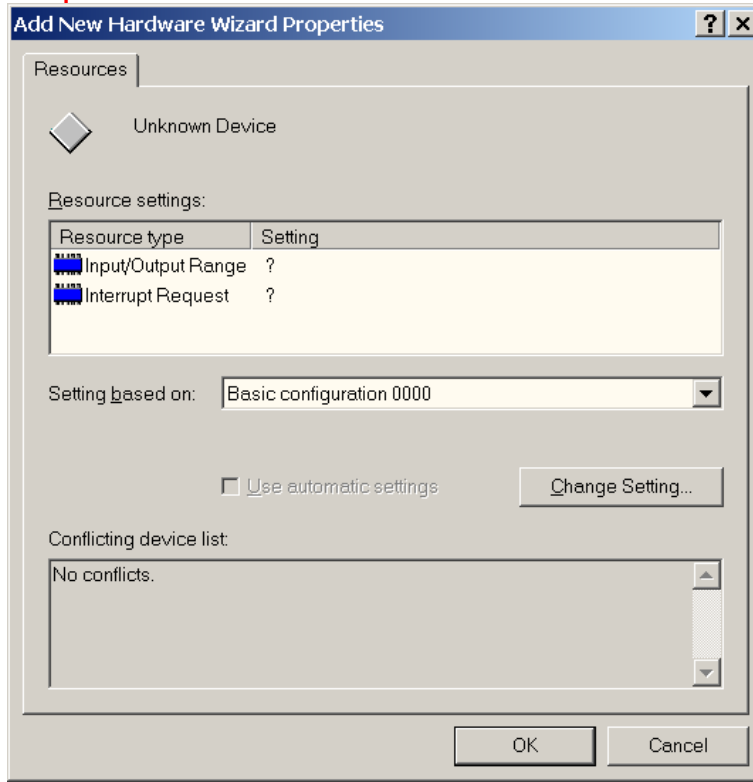 Add New Hardware Wizard Properties
Resources
Unknown Device
Resource settings:
Resource type Setting
Input/Output Range ?
Interrupt Request ?
Setting based on: Basic configuration 0000
Use automatic settings Change Setting...
Conflicting device list:
No conflicts.
OK Cancel